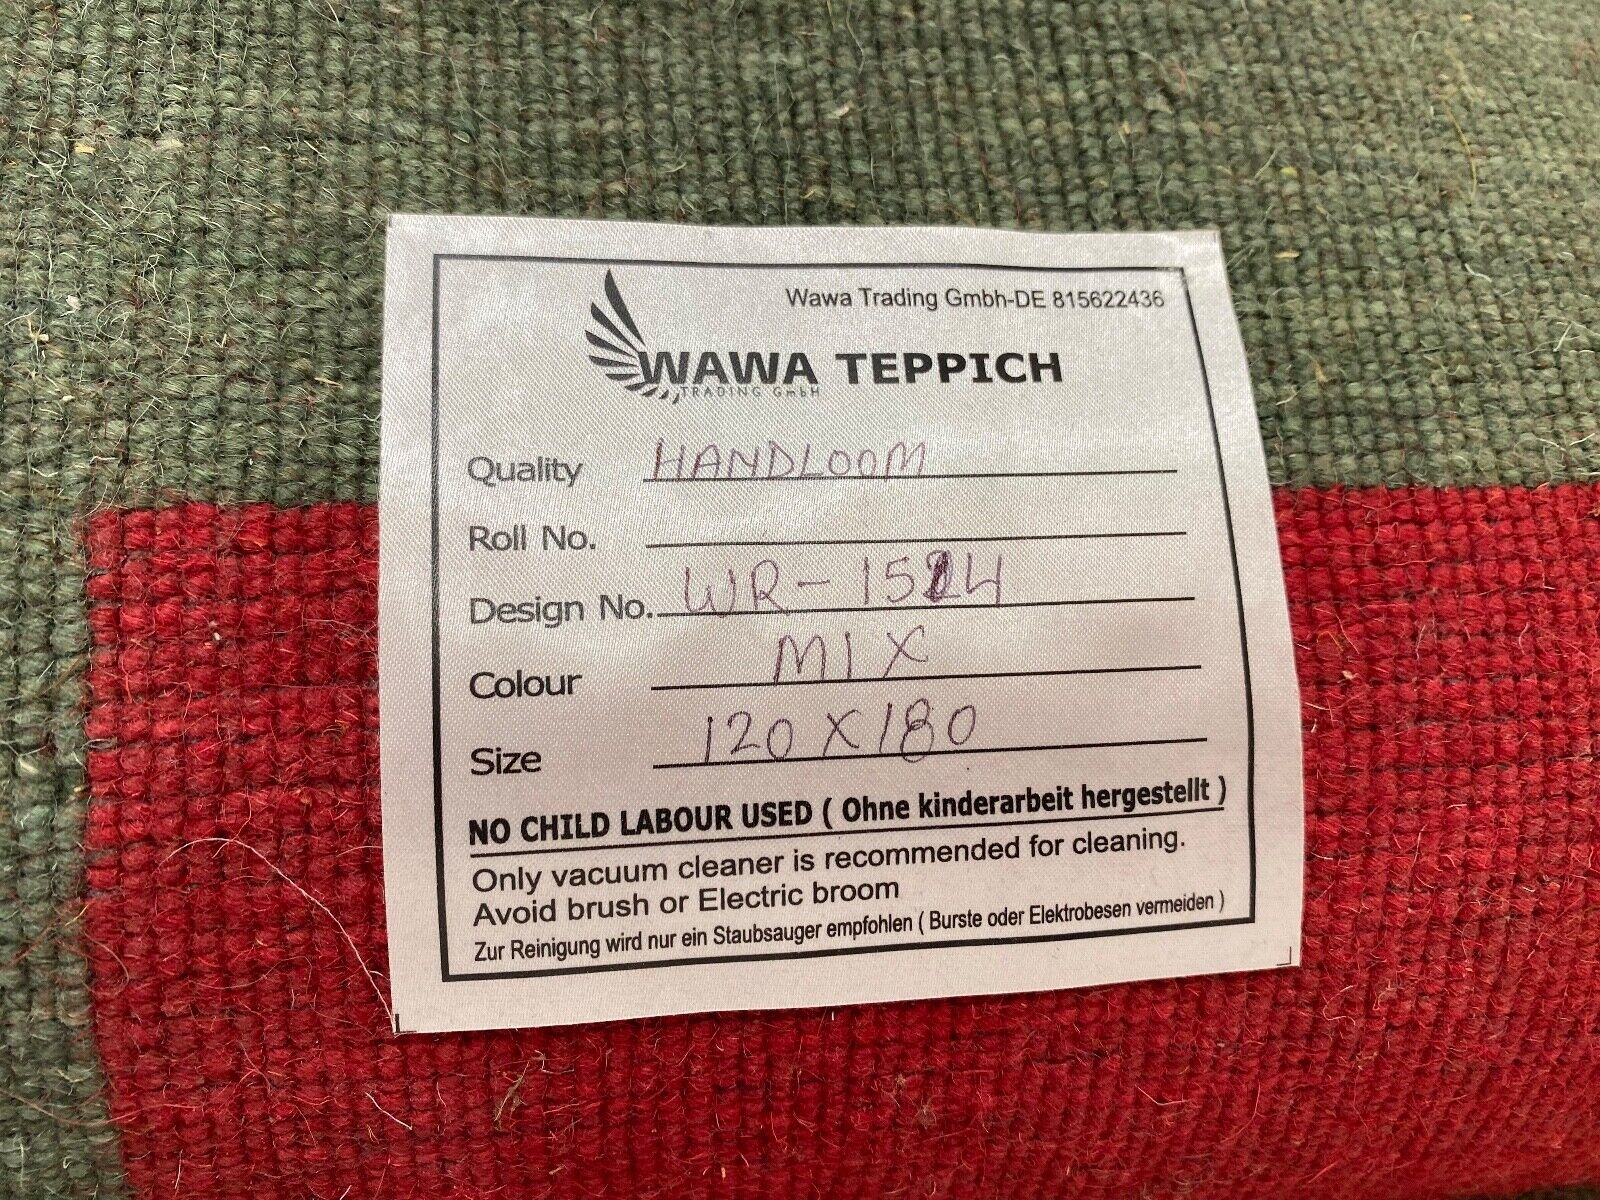 Wawa Trading Gmbh-DE 815622436
WAWA TEPPICH
TRADING GmbH
Quality HANDLOOM
Roll No.
Design No. WR-1524
Colour MIX
Size 120X180
NO CHILD LABOUR USED ( Ohne kinderarbeit hergestellt )
Only vacuum cleaner is recommended for cleaning.
Avoid brush or Electric broom
Zur Reinigung wird nur ein Staubsauger empfohlen ( Burste oder Elektrobesen vermeiden )